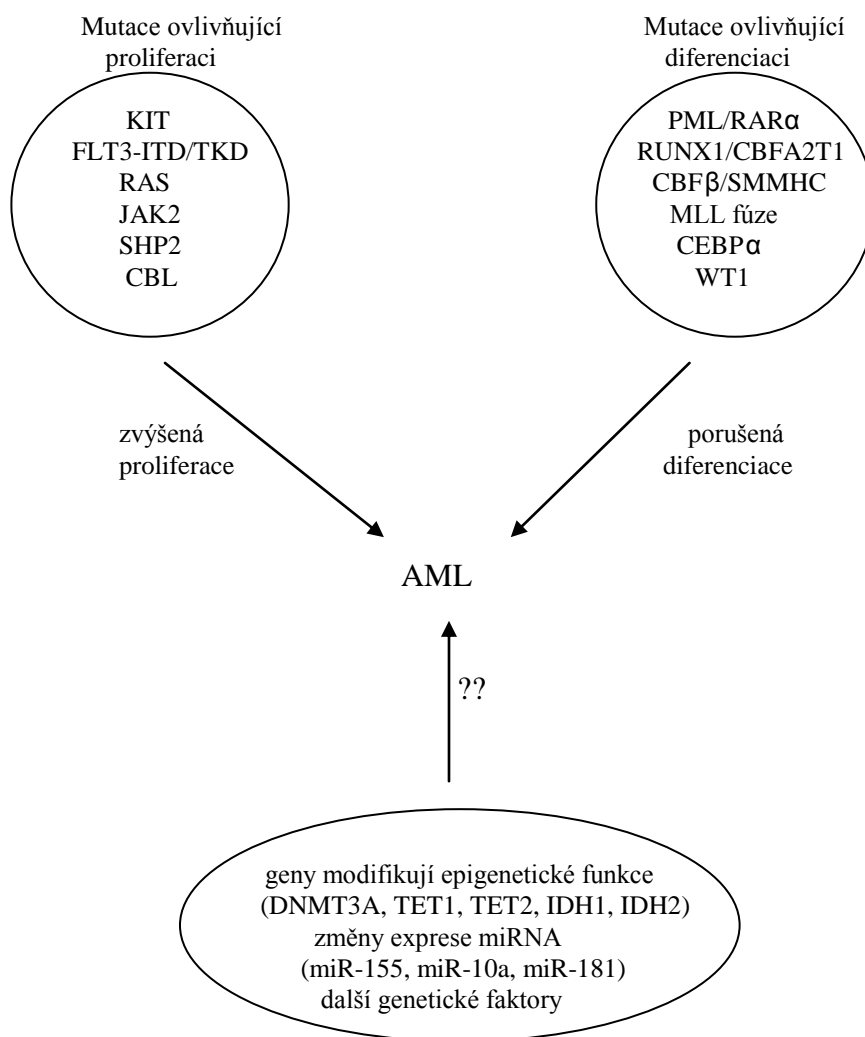 Mutace ovlivňující
proliferaci
KIT
FLT3-ITD/TKD
RAS
JAK2
SHP2
CBL
Mutace ovlivňující
diferenciaci
PML/RARα
RUNX1/CBFA2T1
CBFβ/SMMHC
MLL fúze
CEBPα
WT1
zvýšená
proliferace
porušená
diferenciace
AML
??
geny modifikují epigenetické funkce
(DNMT3A, TET1, TET2, IDH1, IDH2)
změny exprese miRNA
(miR-155, miR-10a, miR-181)
další genetické faktory